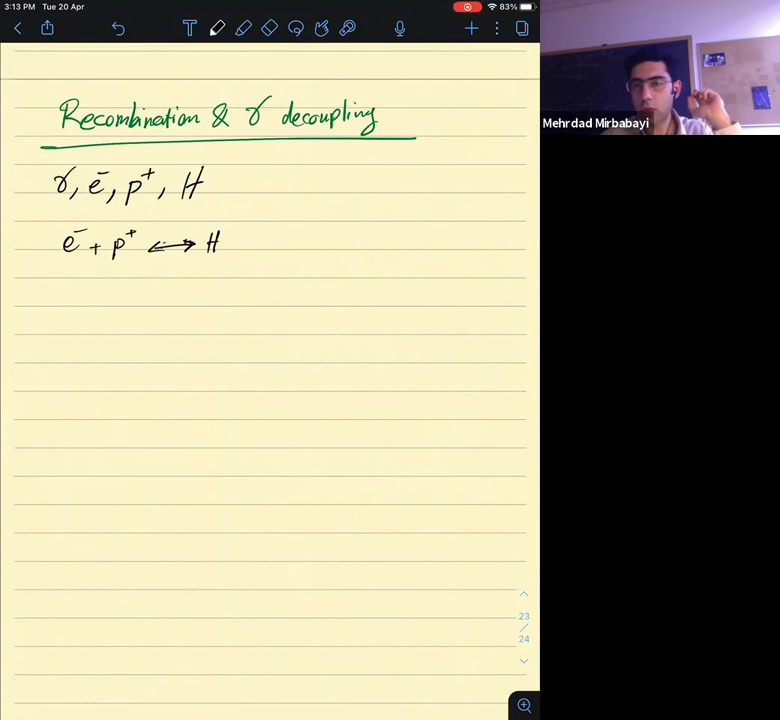 3:13 PM Tue 20 Apr 83%
Mehrdad Mirbabayi
Recombination & γ decoupling
γ, e⁻, p⁺, H
e⁻ + p⁺ ⟷ H
23
/
24